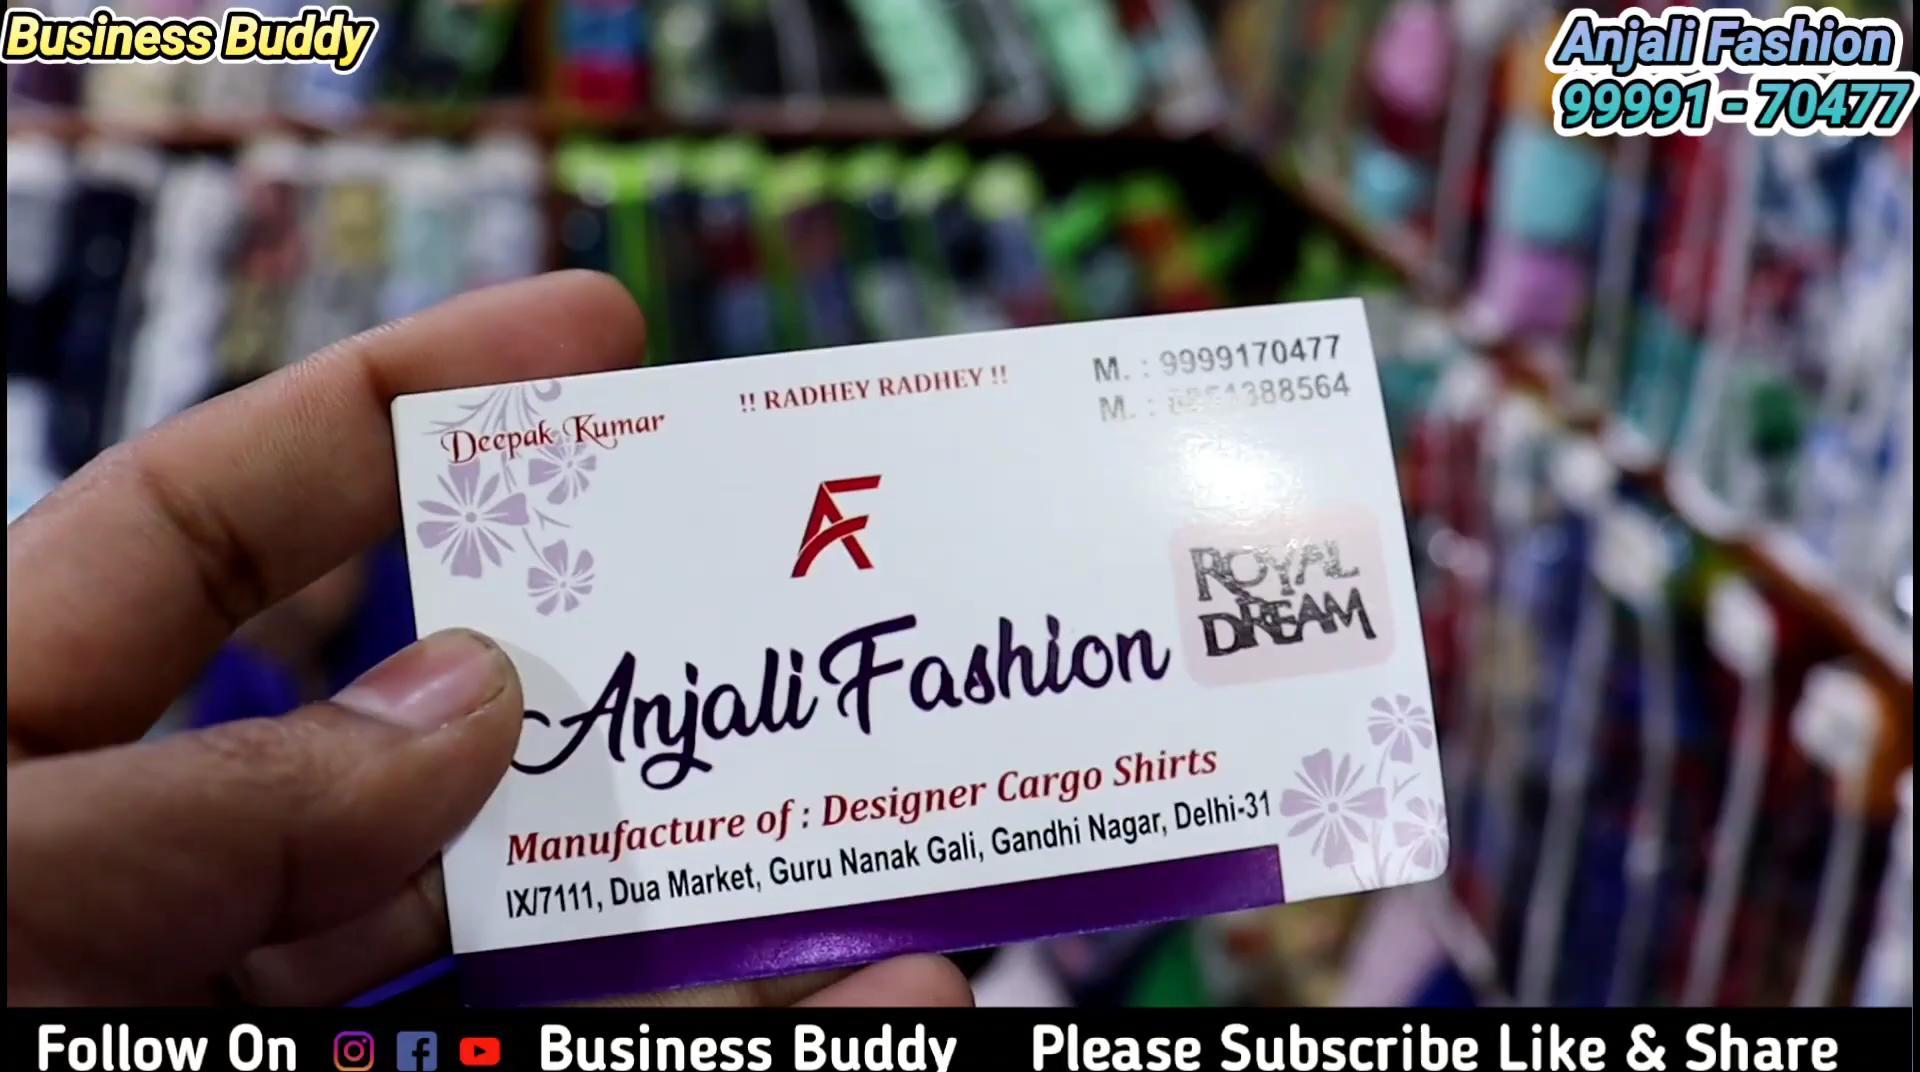 Business Buddy
Anjali Fashion
99991 - 70477
!! RADHEY RADHEY !!
M. : 9999170477
M. :
Deepak Kumar
AF
ROYAL
DREAM
Anjali Fashion
Manufacture of : Designer Cargo Shirts
IX/7111, Dua Market, Guru Nanak Gali, Gandhi Nagar, Delhi-31
Follow On Business Buddy Please Subscribe Like & Share